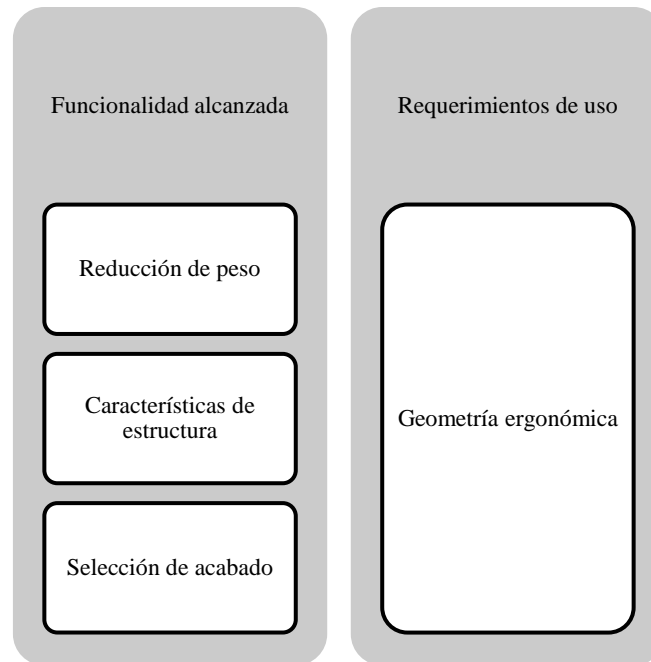 Funcionalidad alcanzada
Reducción de peso
Características de
estructura
Selección de acabado
Requerimientos de uso
Geometría ergonómica